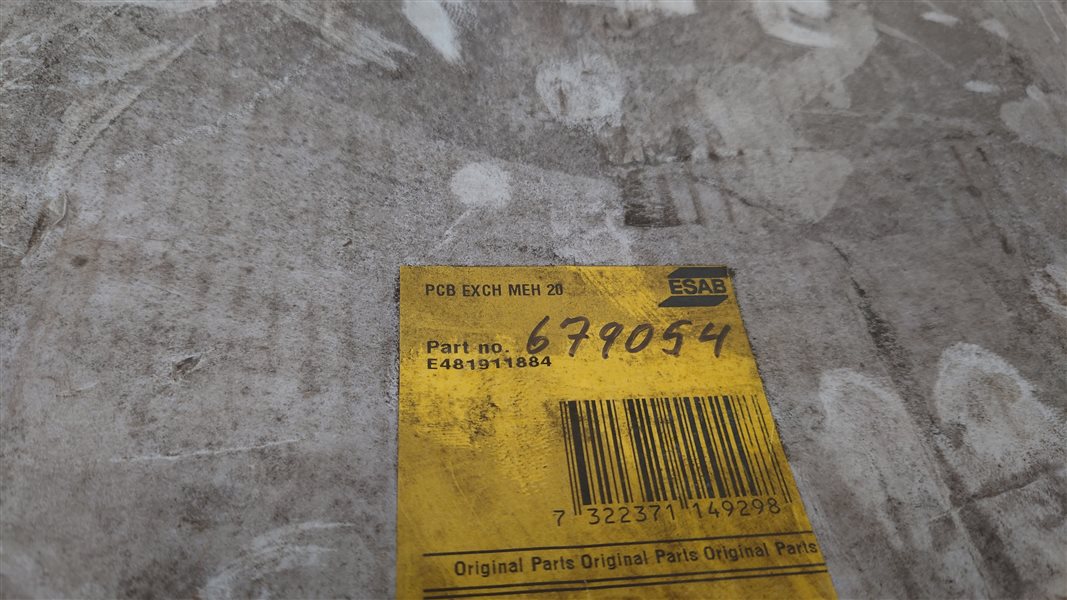 PCB EXCH MEH 20
ESAB
Part no. 679054
E481911884
7 322371 149298
Original Parts Original Parts Original Parts